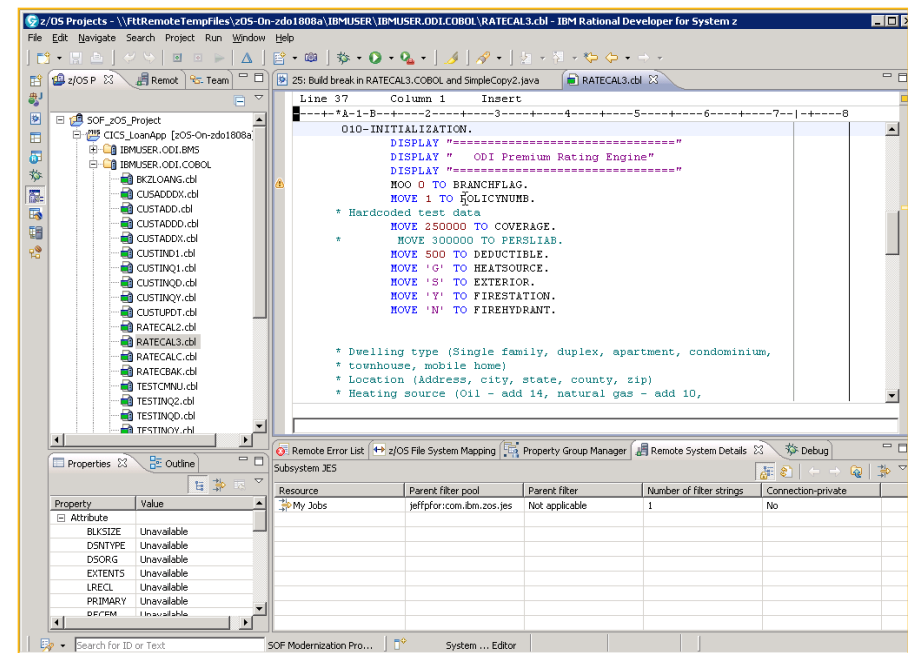 z/OS Projects - \\FttRemoteTempFiles\zOS-On-zdo1808a\IBMUSER\IBMUSER.ODI.COBOL\RATECAL3.cbl - IBM Rational Developer for System z
File Edit Navigate Search Project Run Window Help
z/OS P Remot Team
25: Build break in RATECAL3.COBOL and SimpleCopy2.java RATECAL3.cbl
SOF_zOS_Project
CICS_LoanApp [zOS-On-zdo1808a
IBMUSER.ODI.BMS
IBMUSER.ODI.COBOL
BKZLOANG.cbl
CUSADDDX.cbl
CUSTADD.cbl
CUSTADDD.cbl
CUSTADDX.cbl
CUSTIND1.cbl
CUSTINQ1.cbl
CUSTINQD.cbl
CUSTINQY.cbl
CUSTUPDT.cbl
RATECAL2.cbl
RATECAL3.cbl
RATECALC.cbl
RATECBAK.cbl
TESTCMNU.cbl
TESTINQ2.cbl
TESTINQD.cbl
TESTINQY.cbl
Line 37 Column 1 Insert
----+-*A-1-B--+----2----+----3----+----4----+----5----+----6----+----7--|-+----8
010-INITIALIZATION.
DISPLAY "================================="
DISPLAY " ODI Premium Rating Engine"
DISPLAY "================================="
MOO 0 TO BRANCHFLAG.
MOVE 1 TO POLICYNUMB.
* Hardcoded test data
MOVE 250000 TO COVERAGE.
* MOVE 300000 TO PERSLIAB.
MOVE 500 TO DEDUCTIBLE.
MOVE 'G' TO HEATSOURCE.
MOVE 'S' TO EXTERIOR.
MOVE 'Y' TO FIRESTATION.
MOVE 'N' TO FIREHYDRANT.
* Dwelling type (Single family, duplex, apartment, condominium,
* townhouse, mobile home)
* Location (Address, city, state, county, zip)
* Heating source (Oil - add 14, natural gas - add 10,
Properties Outline
Property Value
Attribute
BLKSIZE Unavailable
DSNTYPE Unavailable
DSORG Unavailable
EXTENTS Unavailable
LRECL Unavailable
PRIMARY Unavailable
RECFM Unavailable
Remote Error List z/OS File System Mapping Property Group Manager Remote System Details Debug
Subsystem JES
Resource Parent filter pool Parent filter Number of filter strings Connection-private
My Jobs jeffpfor:com.ibm.zos.jes Not applicable 1 No
Search for ID or Text SOF Modernization Pro... System ... Editor